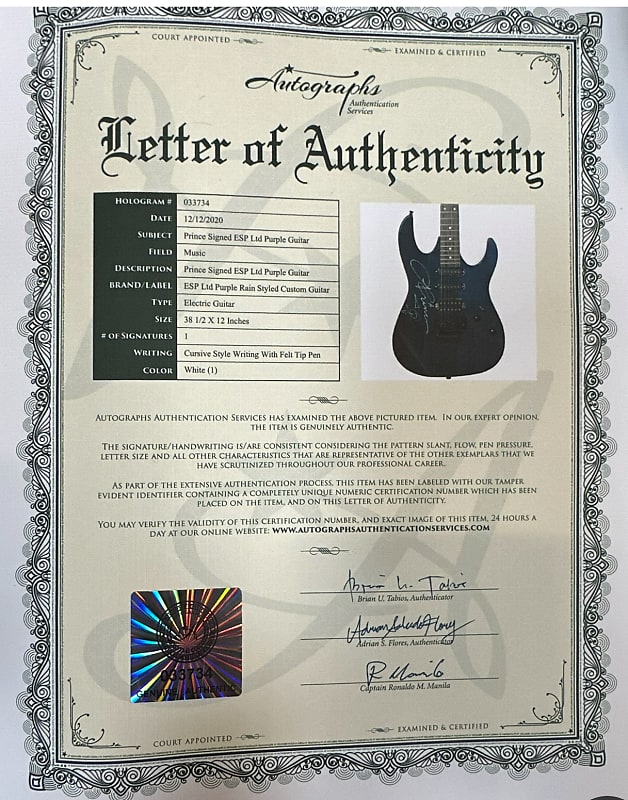 COURT APPOINTED
EXAMINED & CERTIFIED
Autographs
Authentication
Services
Letter of Authenticity
HOLOGRAM # 033734
DATE 12/12/2020
SUBJECT Prince Signed ESP Ltd Purple Guitar
FIELD Music
DESCRIPTION Prince Signed ESP Ltd Purple Guitar
BRAND/LABEL ESP Ltd Purple Rain Styled Custom Guitar
TYPE Electric Guitar
SIZE 38 1/2 X 12 Inches
# OF SIGNATURES 1
WRITING Cursive Style Writing With Felt Tip Pen
COLOR White (1)
AUTOGRAPHS AUTHENTICATION SERVICES HAS EXAMINED THE ABOVE PICTURED ITEM. IN OUR EXPERT OPINION,
THE ITEM IS GENUINELY AUTHENTIC.
THE SIGNATURE/HANDWRITING IS/ARE CONSISTENT CONSIDERING THE PATTERN SLANT, FLOW, PEN PRESSURE,
LETTER SIZE AND ALL OTHER CHARACTERISTICS THAT ARE REPRESENTATIVE OF THE OTHER EXEMPLARS THAT WE
HAVE SCRUTINIZED THROUGHOUT OUR PROFESSIONAL CAREER.
AS PART OF THE EXTENSIVE AUTHENTICATION PROCESS, THIS ITEM HAS BEEN LABELED WITH OUR TAMPER
EVIDENT IDENTIFIER CONTAINING A COMPLETELY UNIQUE NUMERIC CERTIFICATION NUMBER WHICH HAS BEEN
PLACED ON THE ITEM, AND ON THIS LETTER OF AUTHENTICITY.
YOU MAY VERIFY THE VALIDITY OF THIS CERTIFICATION NUMBER, AND EXACT IMAGE OF THIS ITEM, 24 HOURS A
DAY AT OUR ONLINE WEBSITE: WWW.AUTOGRAPHSAUTHENTICATIONSERVICES.COM
Brian U. Tabios
Brian U. Tabios, Authenticator
Adrian S. Flores, Authenticator
R Manila
Captain Ronaldo M. Manila
033734
GENUINE AUTHENTIC
COURT APPOINTED
EXAMINED & CERTIFIED